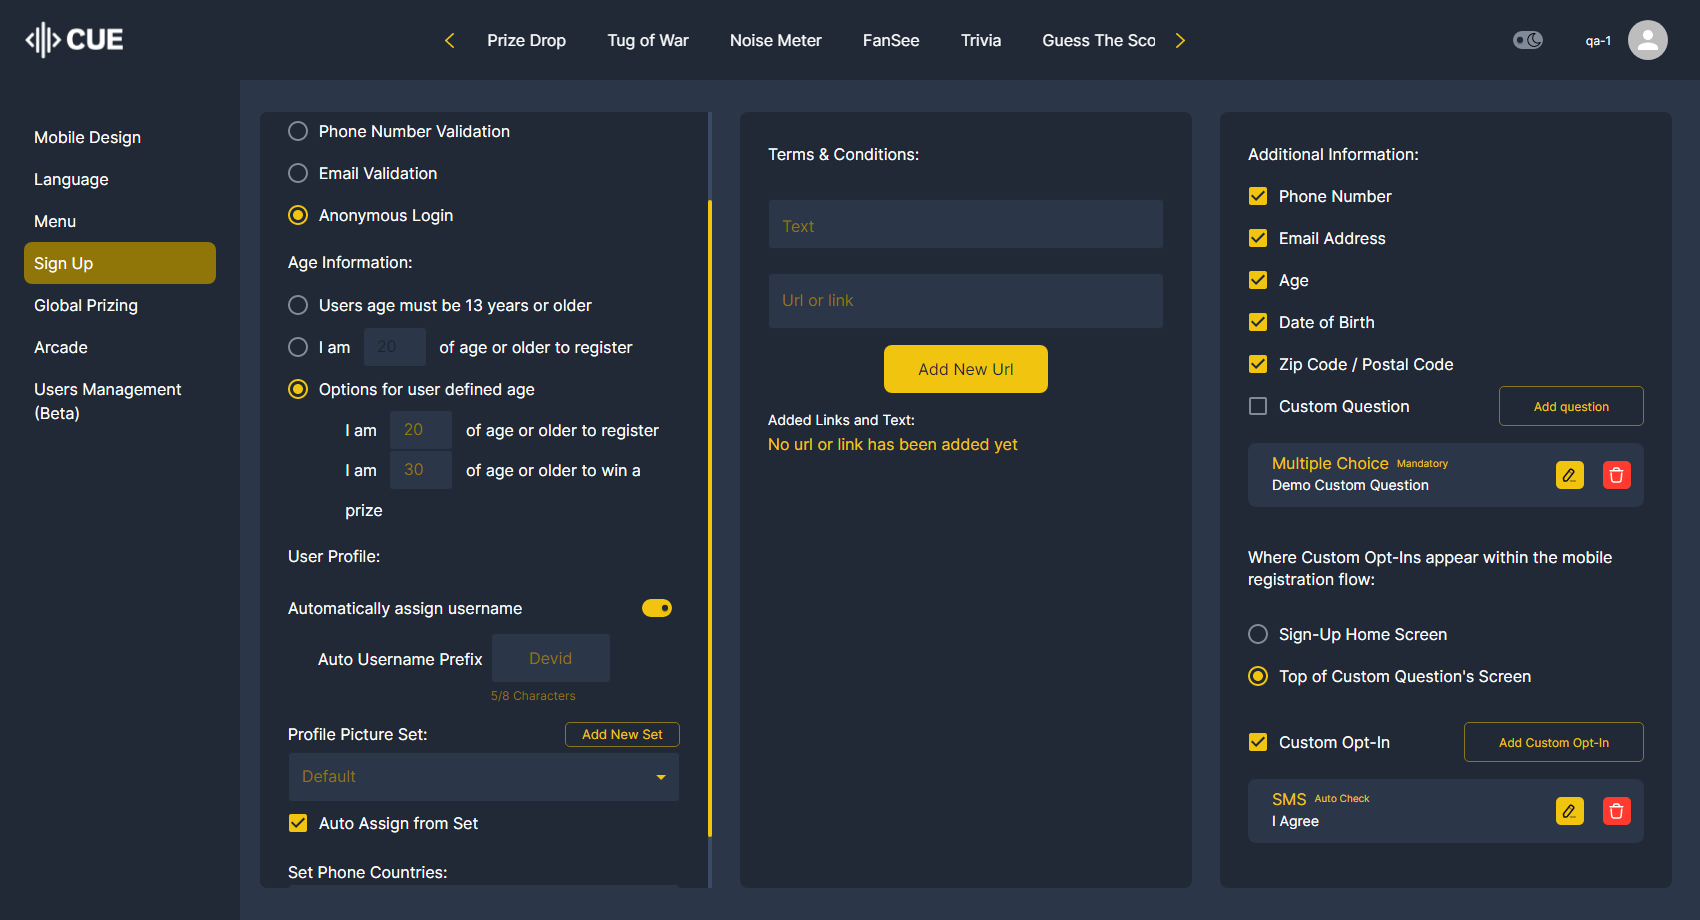 CUE
Prize Drop
Tug of War
Noise Meter
FanSee
Trivia
Guess The Sco
qa-1
Mobile Design
Language
Menu
Sign Up
Global Prizing
Arcade
Users Management
(Beta)
Phone Number Validation
Email Validation
Anonymous Login
Age Information:
Users age must be 13 years or older
I am 20 of age or older to register
Options for user defined age
I am 20 of age or older to register
I am 30 of age or older to win a
prize
User Profile:
Automatically assign username
Auto Username Prefix Devid
5/8 Characters
Profile Picture Set: Add New Set
Default
Auto Assign from Set
Set Phone Countries:
Terms & Conditions:
Text
Url or link
Add New Url
Added Links and Text:
No url or link has been added yet
Additional Information:
Phone Number
Email Address
Age
Date of Birth
Zip Code / Postal Code
Custom Question Add question
Multiple Choice Mandatory
Demo Custom Question
Where Custom Opt-Ins appear within the mobile
registration flow:
Sign-Up Home Screen
Top of Custom Question's Screen
Custom Opt-In Add Custom Opt-In
SMS Auto Check
I Agree